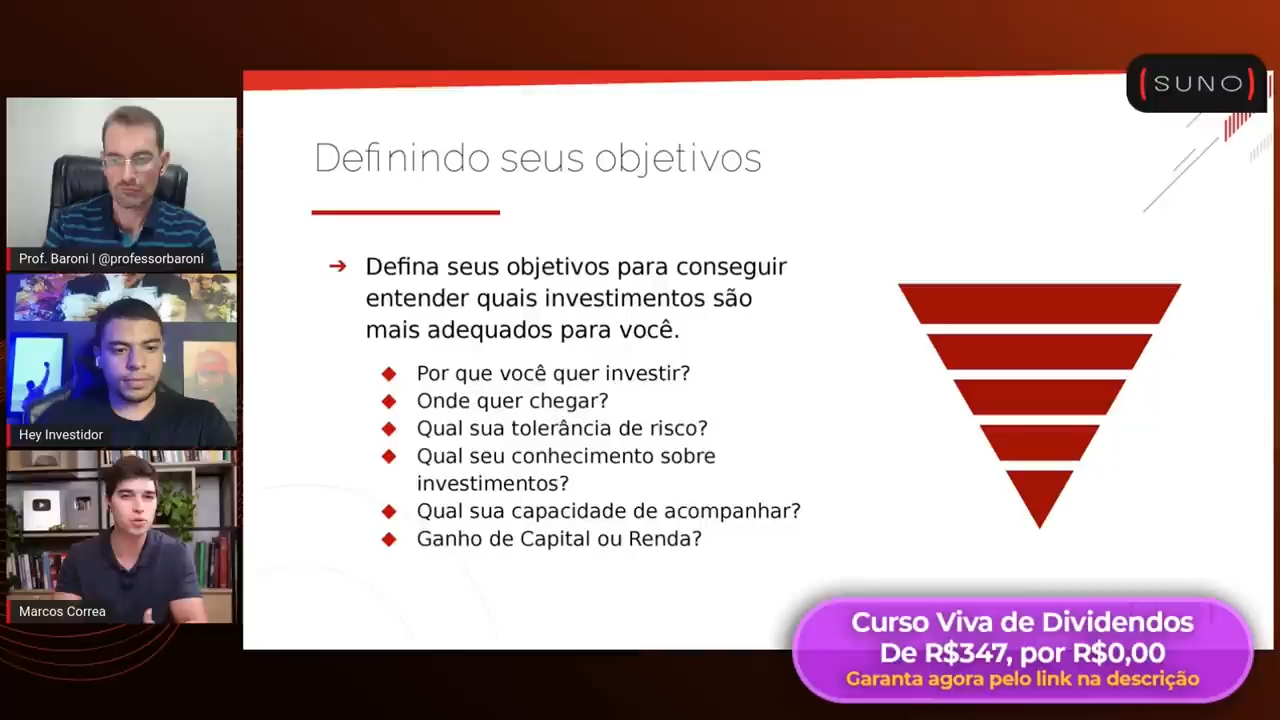 (SUNO)
Definindo seus objetivos
➔ Defina seus objetivos para conseguir
entender quais investimentos são
mais adequados para você.
◆ Por que você quer investir?
◆ Onde quer chegar?
◆ Qual sua tolerância de risco?
◆ Qual seu conhecimento sobre
investimentos?
◆ Qual sua capacidade de acompanhar?
◆ Ganho de Capital ou Renda?
Prof. Baroni | @professorbaroni
Hey Investidor
Marcos Correa
Curso Viva de Dividendos
De R$347, por R$0,00
Garanta agora pelo link na descrição